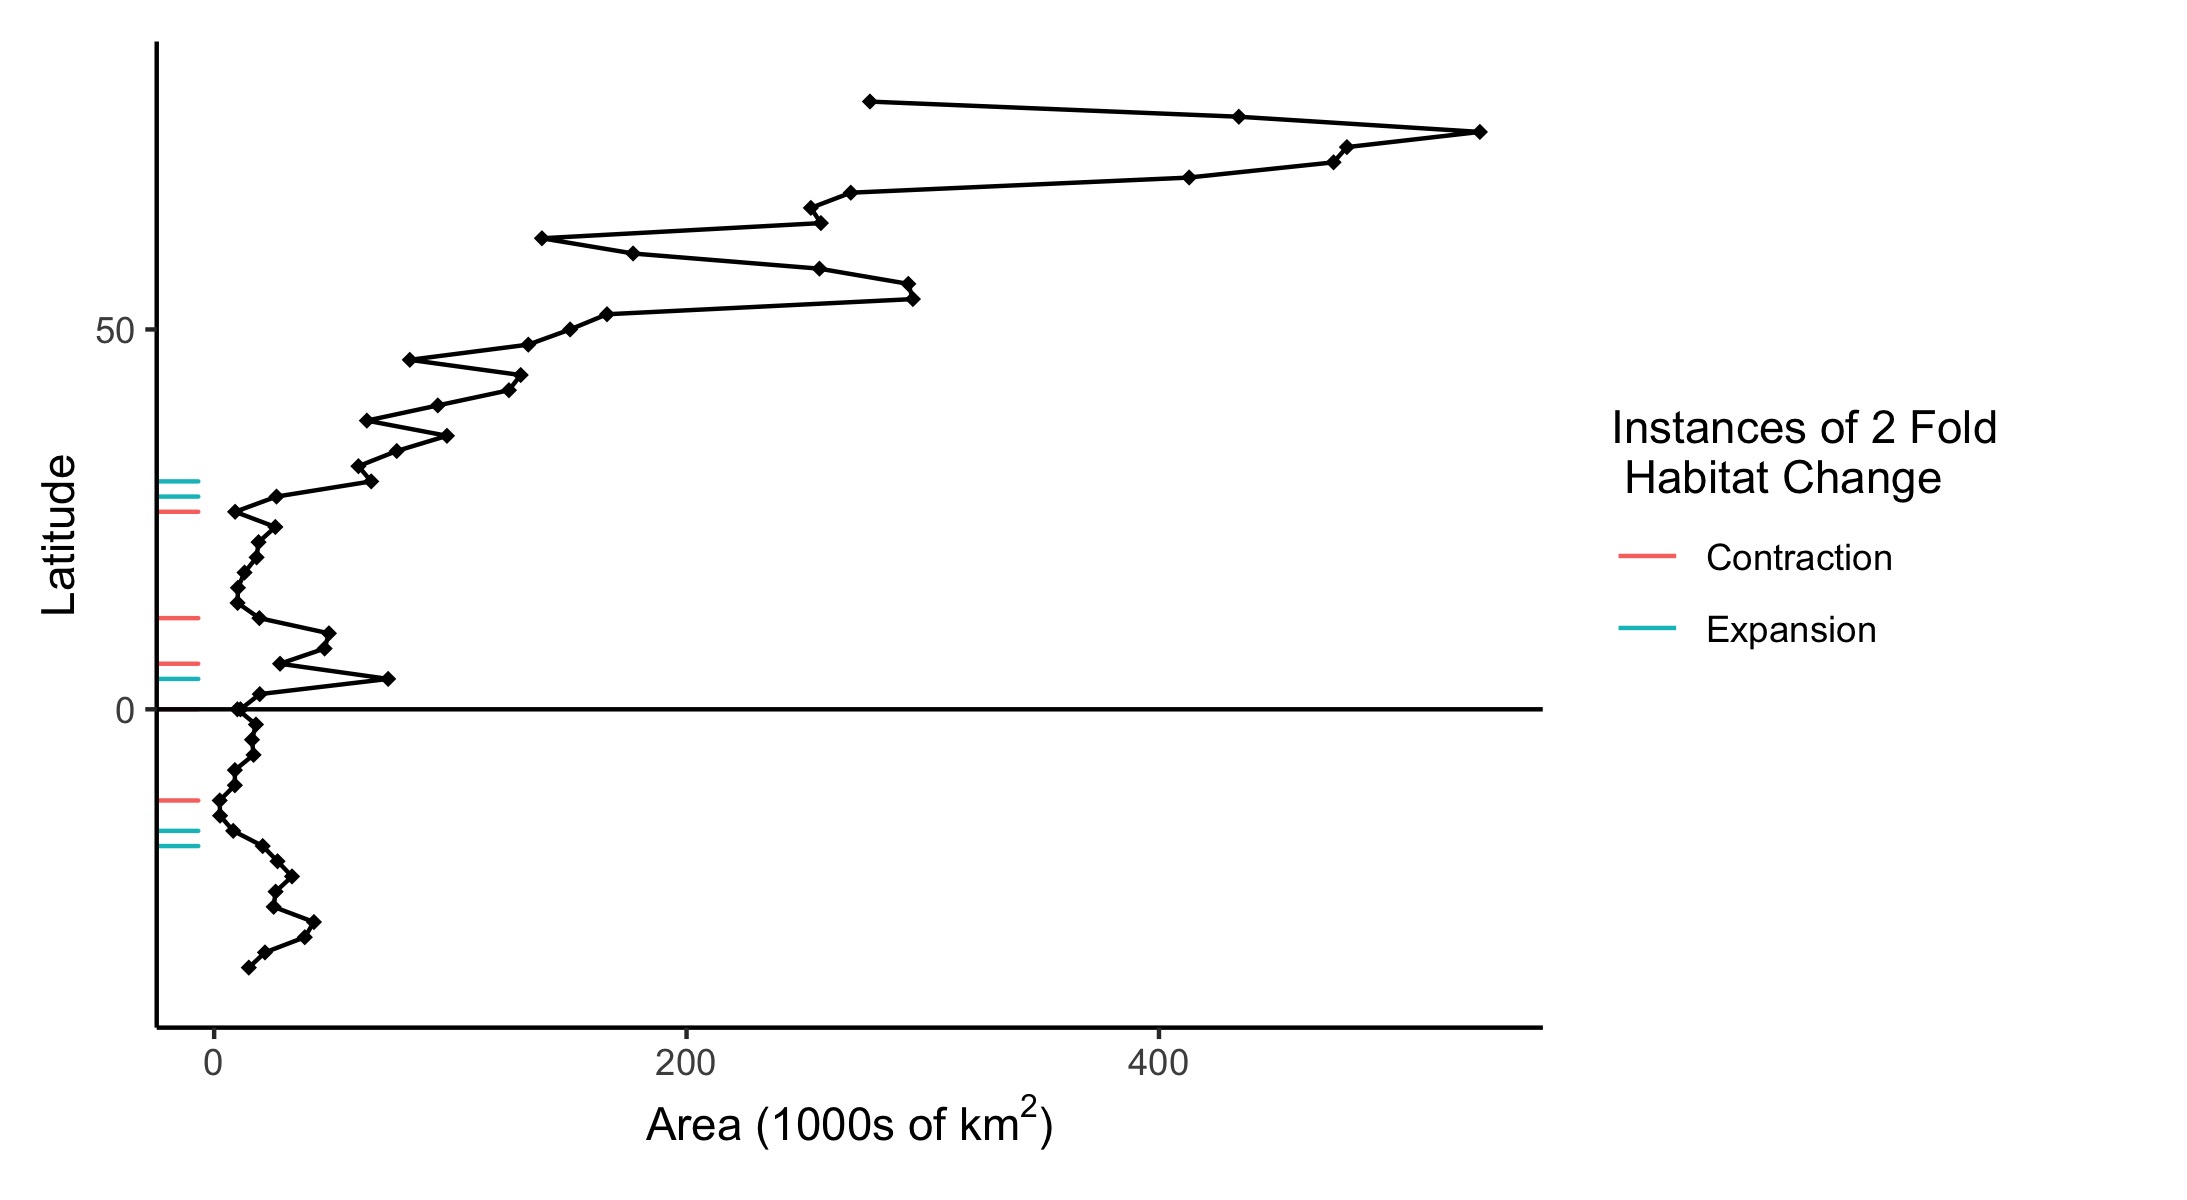 50
0
Latitude
0
200
400
Area (1000s of km²)
Instances of 2 Fold
Habitat Change
Contraction
Expansion